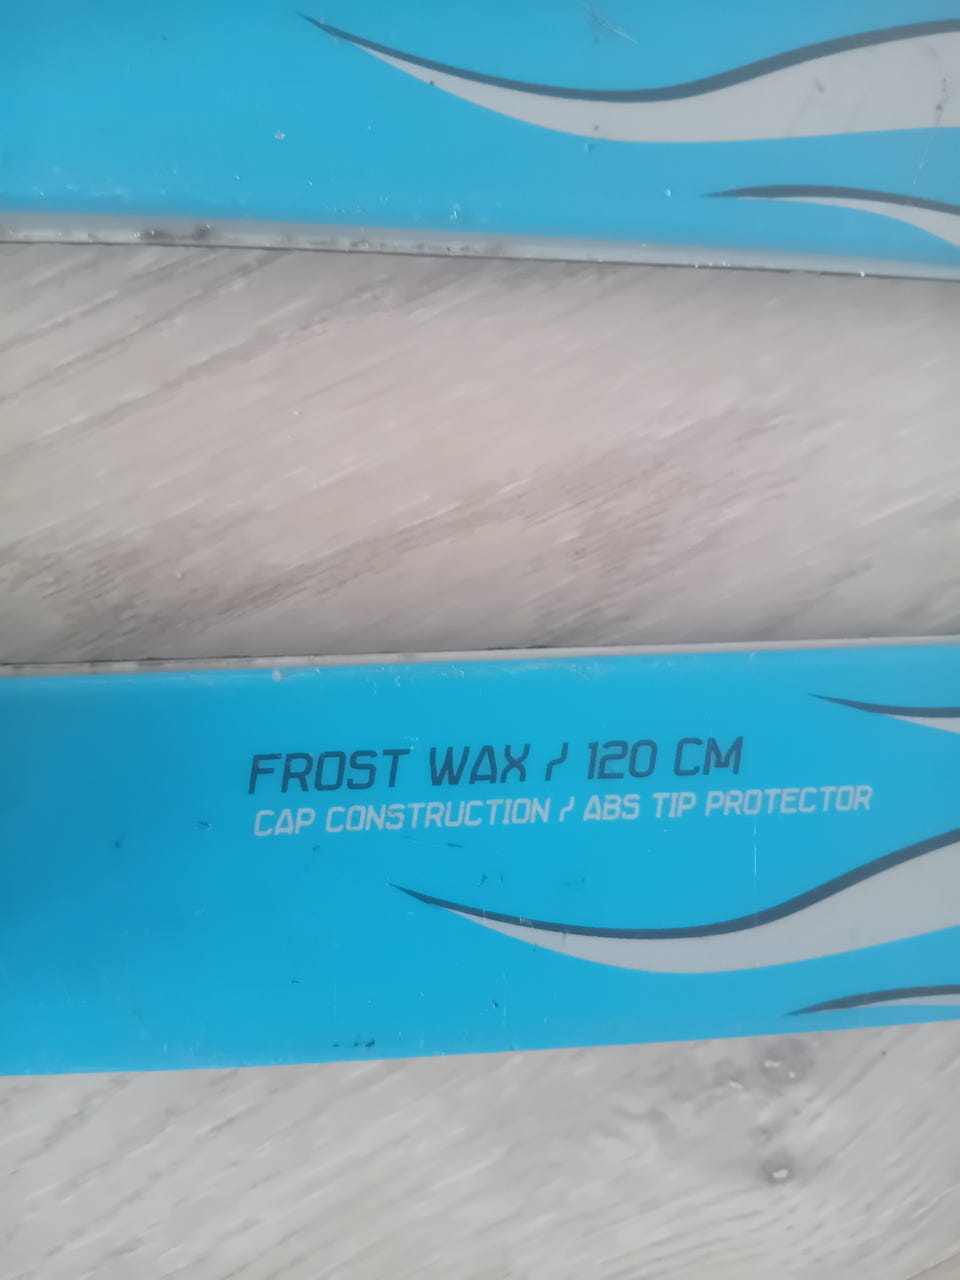 FROST WAX / 120 CM
CAP CONSTRUCTION / ABS TIP PROTECTOR